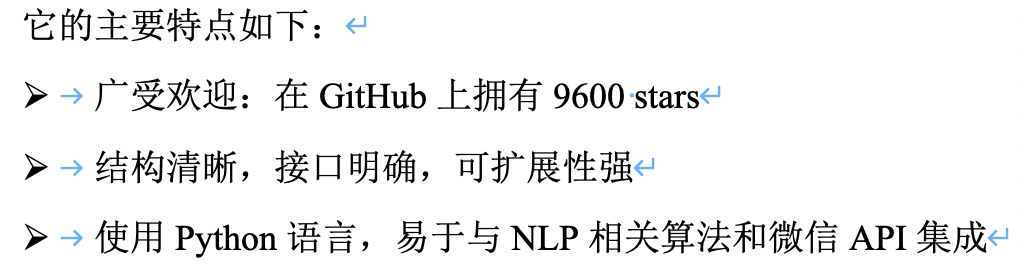 它的主要特点如下：
➢ 广受欢迎：在 GitHub 上拥有 9600 stars
➢ 结构清晰，接口明确，可扩展性强
➢ 使用 Python 语言，易于与 NLP 相关算法和微信 API 集成